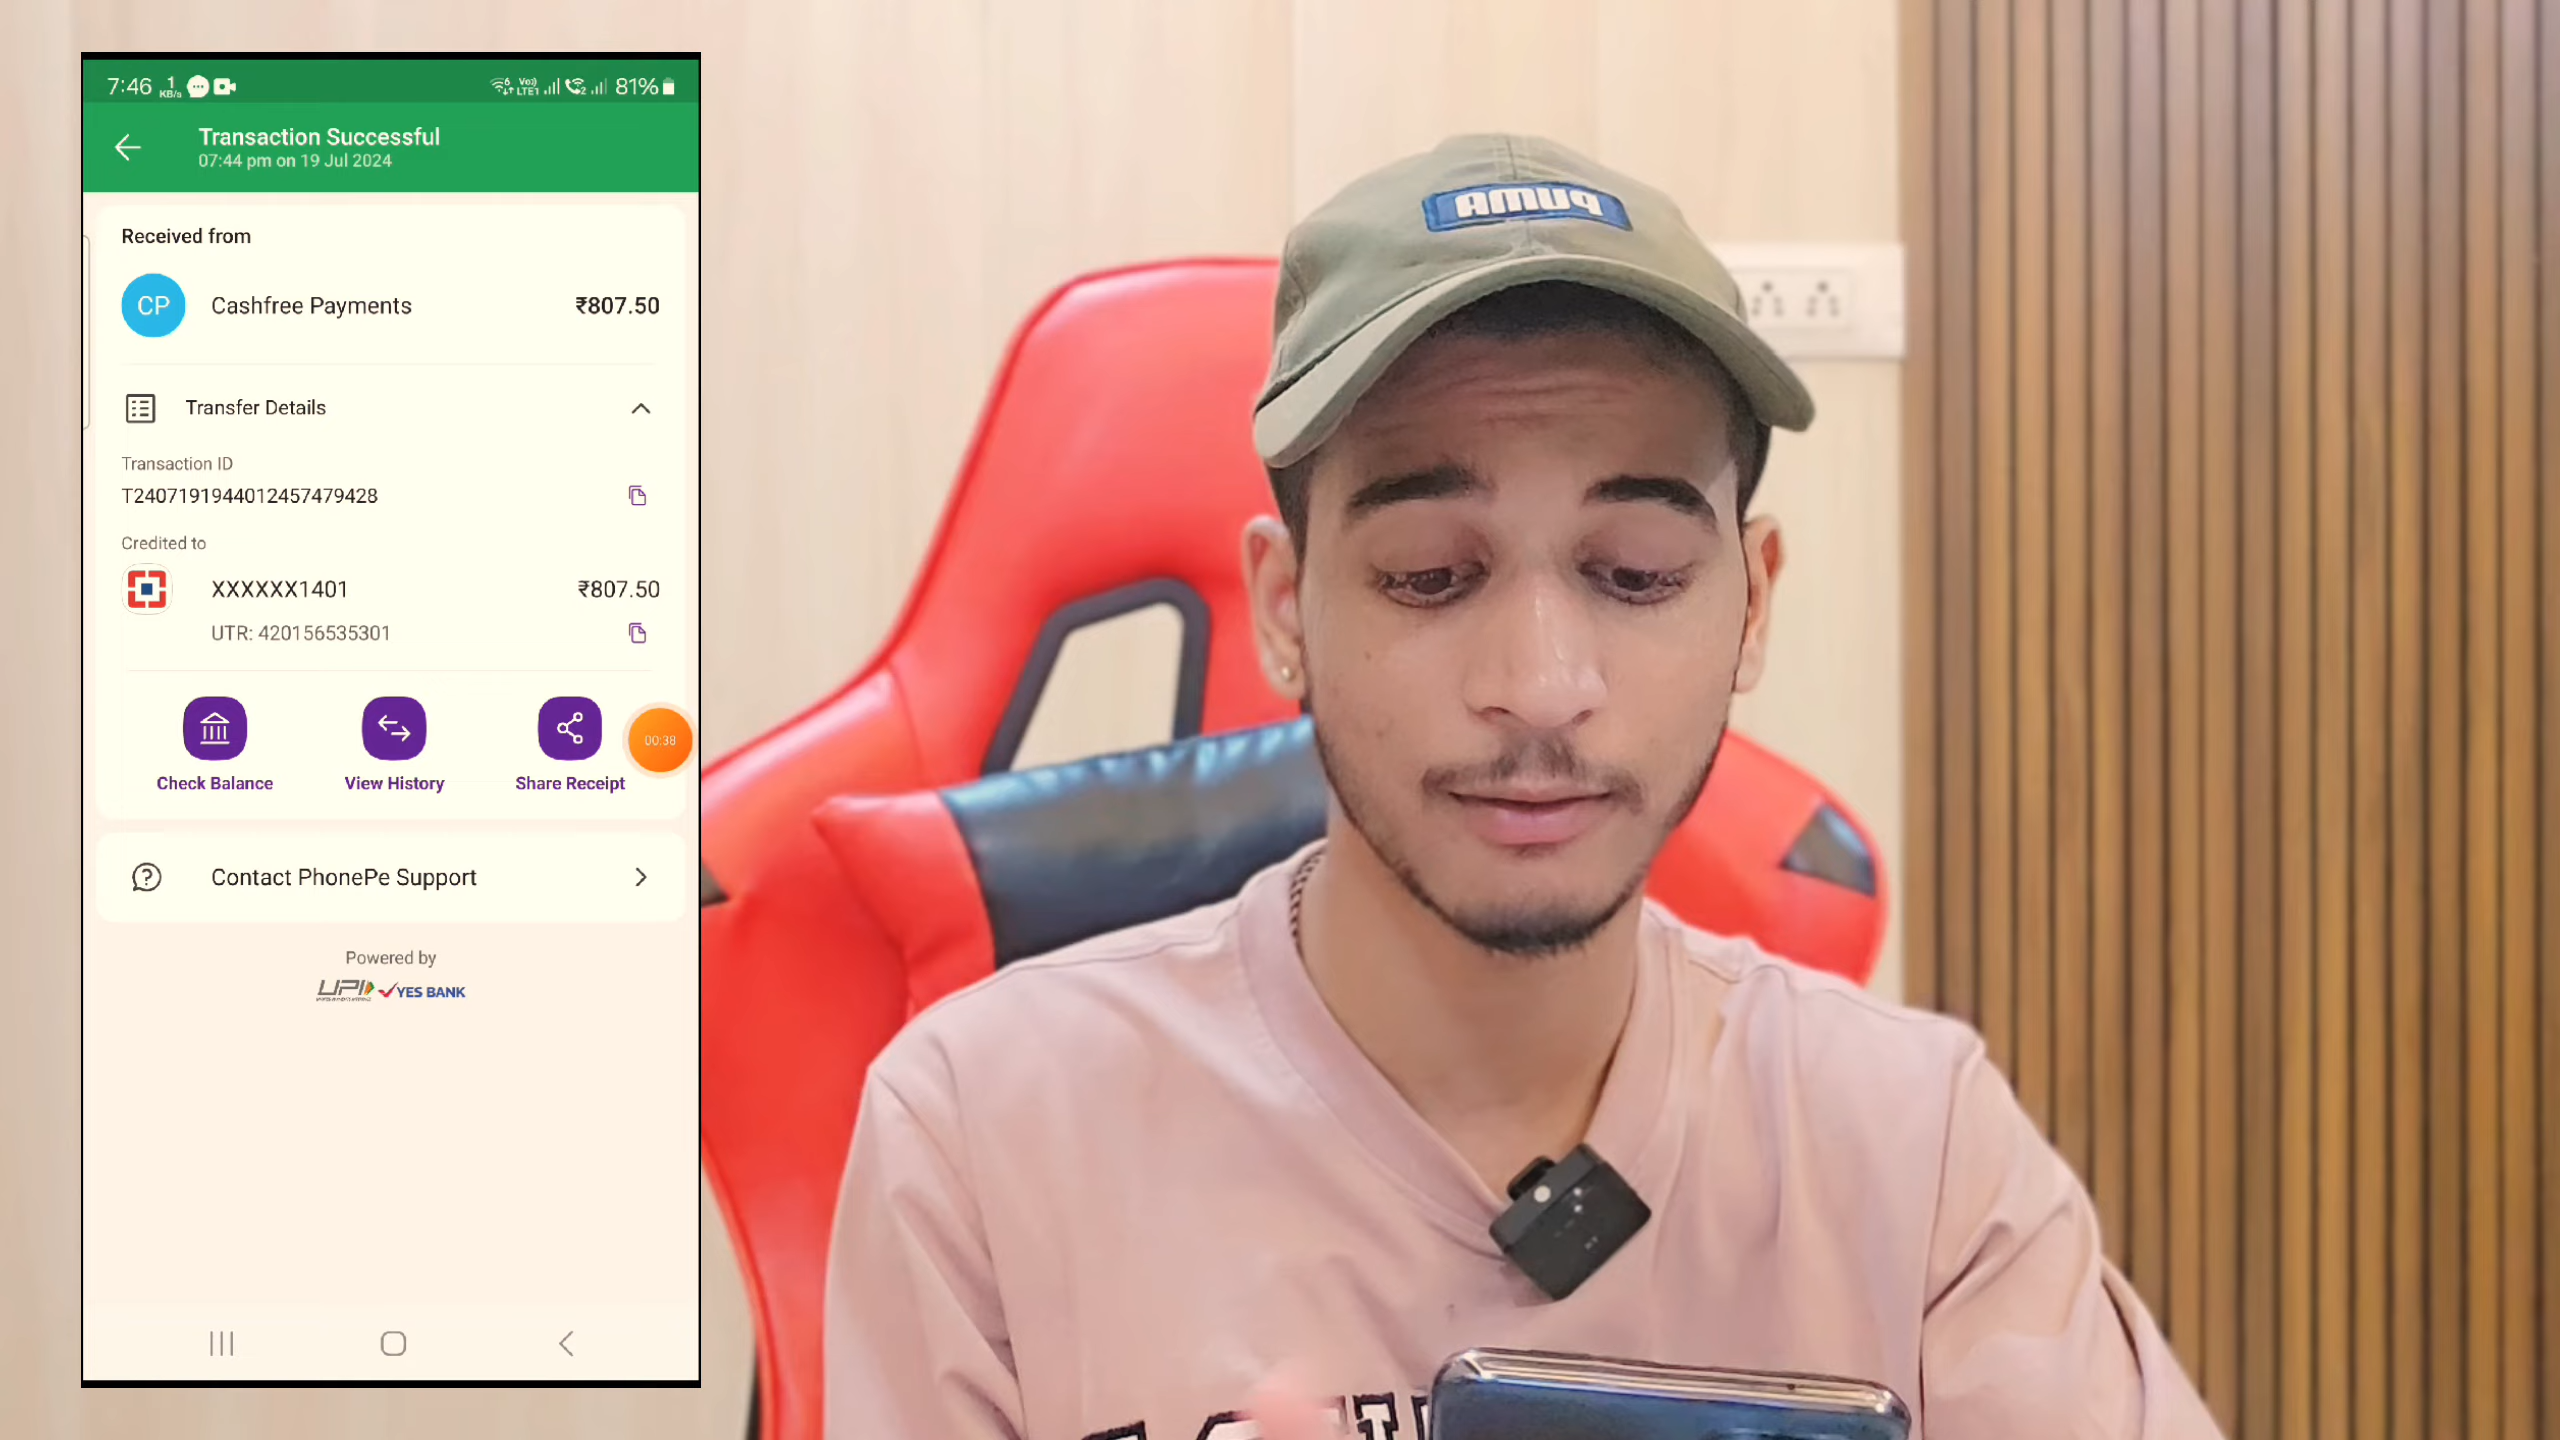 7:46 1 KB/s 81%
Transaction Successful
07:44 pm on 19 Jul 2024
Received from
CP Cashfree Payments ₹807.50
Transfer Details
Transaction ID
T2407191944012457479428
Credited to
XXXXXX1401 ₹807.50
UTR: 420156535301
00:38
Check Balance View History Share Receipt
Contact PhonePe Support
Powered by
UPI YES BANK
PUMA